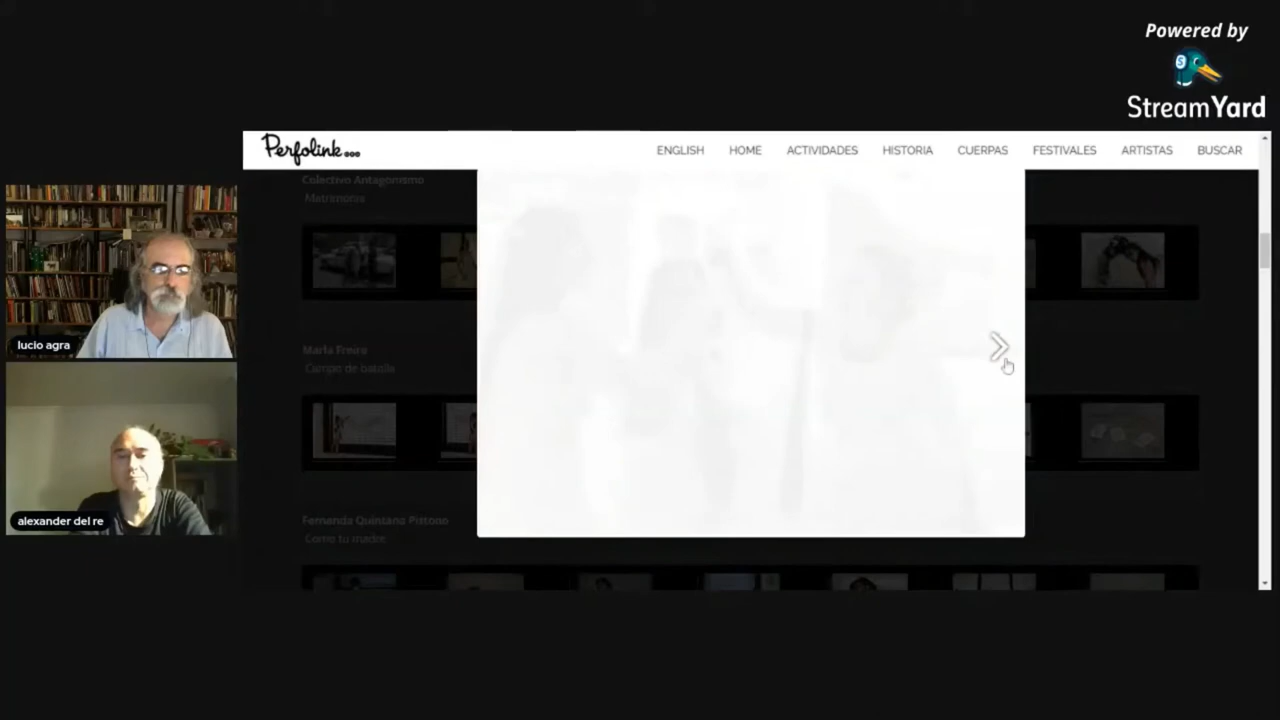 Powered by
StreamYard
Perfolink...
ENGLISH HOME ACTIVIDADES HISTORIA CUERPAS FESTIVALES ARTISTAS BUSCAR
Colectivo Antagonismo
Matrimonio
lucio agra
Marla Freire
Campo de batalla
alexander del re
Fernanda Quintana Pittono
Como tu madre